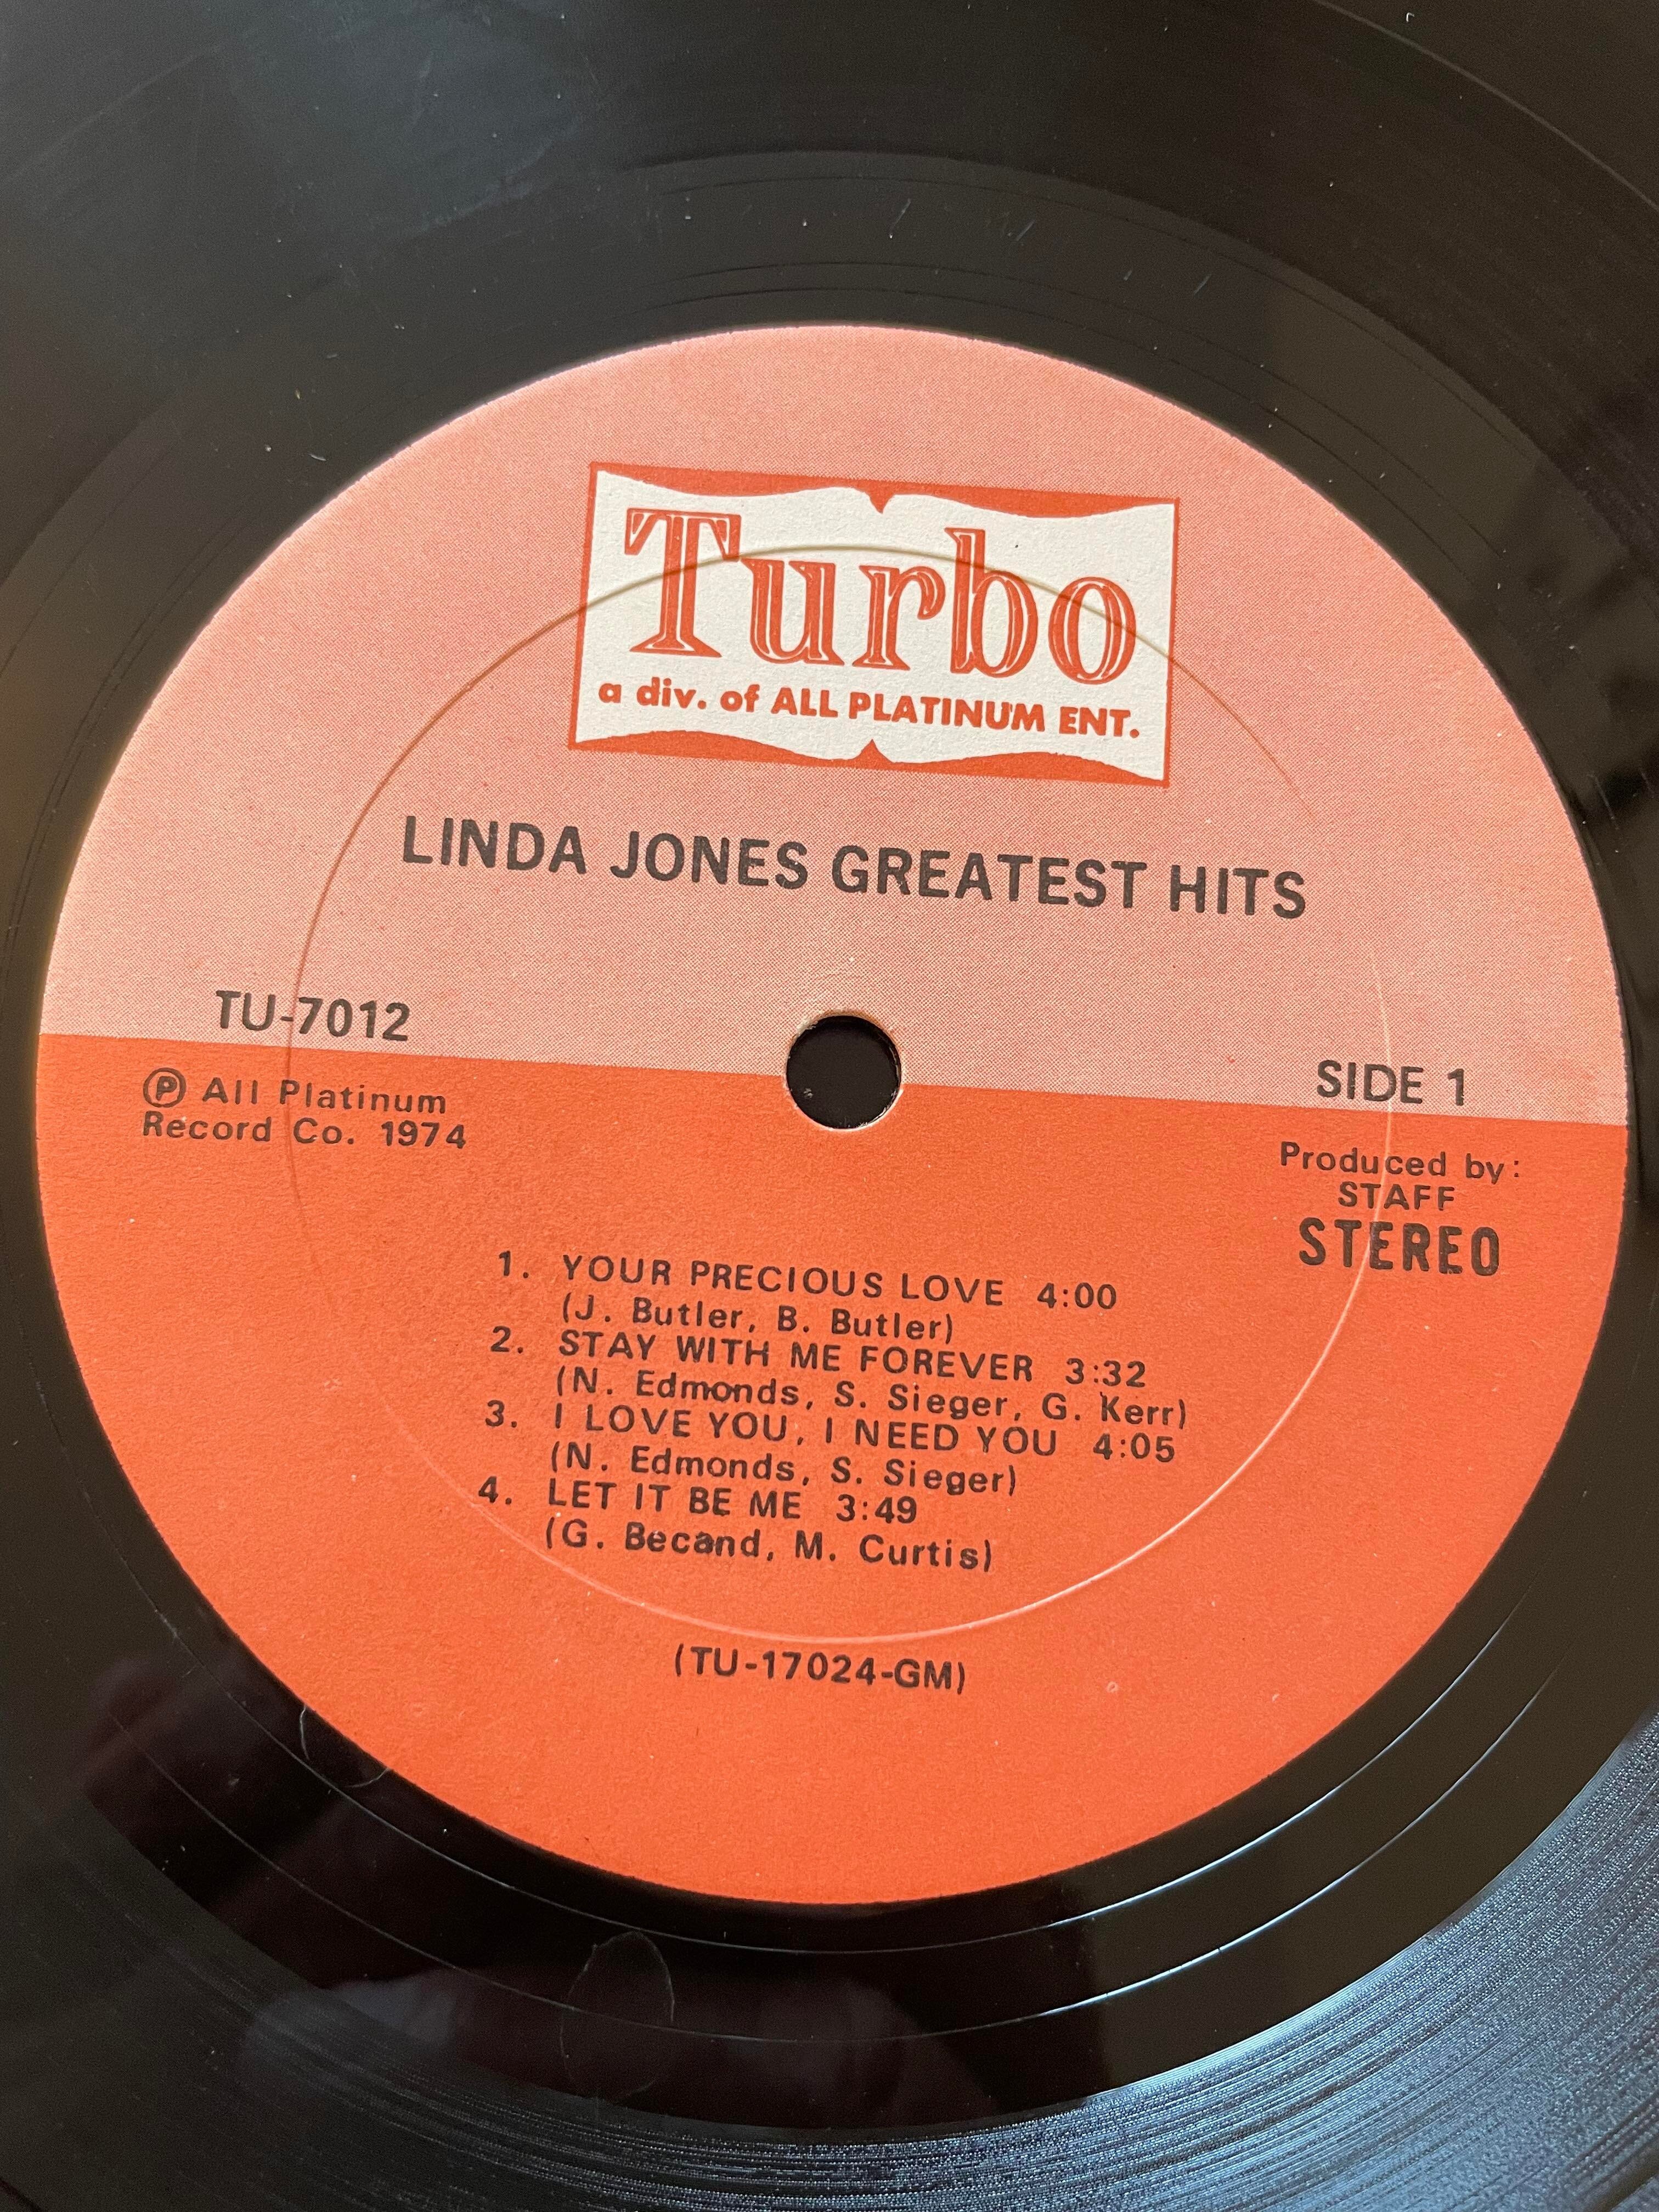 Turbo
a div. of ALL PLATINUM ENT.
LINDA JONES GREATEST HITS
TU-7012
SIDE 1
Ⓟ All Platinum
Record Co. 1974
Produced by:
STAFF
STEREO
1. YOUR PRECIOUS LOVE 4:00
(J. Butler, B. Butler)
2. STAY WITH ME FOREVER 3:32
(N. Edmonds, S. Sieger, G. Kerr)
3. I LOVE YOU, I NEED YOU 4:05
(N. Edmonds, S. Sieger)
4. LET IT BE ME 3:49
(G. Becand, M. Curtis)
(TU-17024-GM)